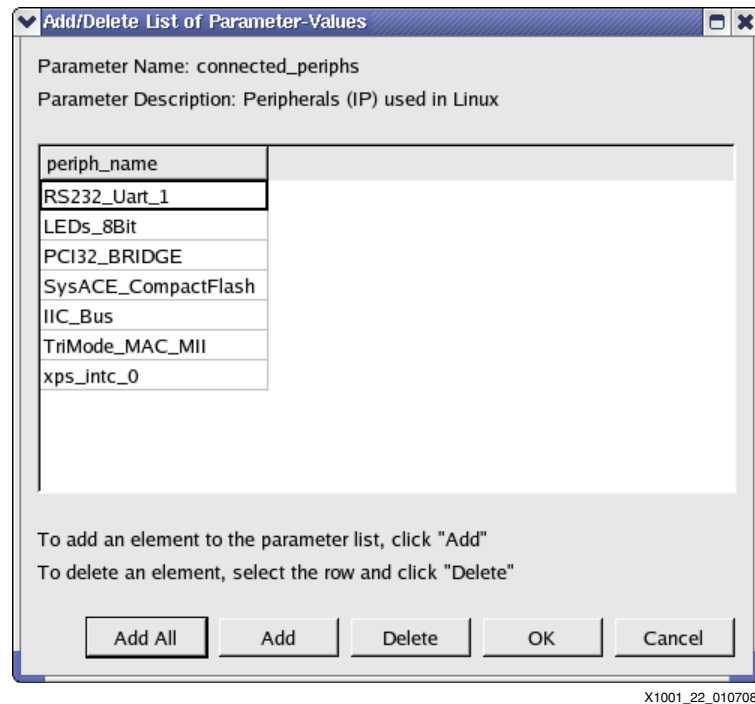 Add/Delete List of Parameter-Values
Parameter Name: connected_periphs
Parameter Description: Peripherals (IP) used in Linux
periph_name
RS232_Uart_1
LEDs_8Bit
PCI32_BRIDGE
SysACE_CompactFlash
IIC_Bus
TriMode_MAC_MII
xps_intc_0
To add an element to the parameter list, click "Add"
To delete an element, select the row and click "Delete"
Add All Add Delete OK Cancel
X1001_22_010708